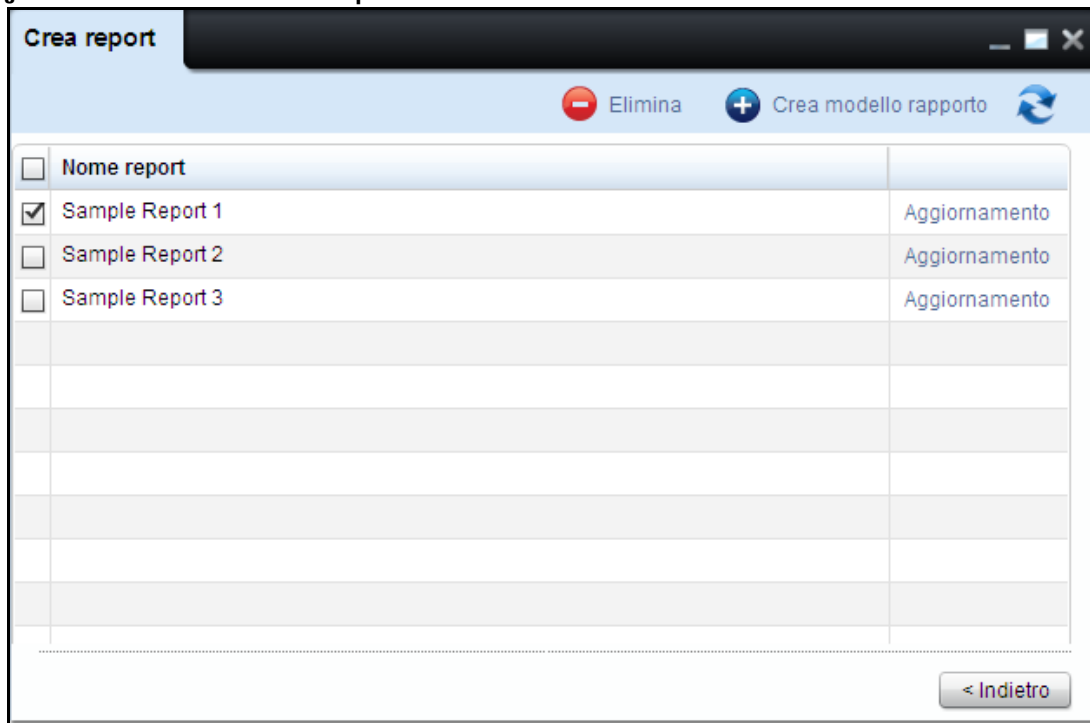 Crea report
Elimina Crea modello rapporto
Nome report
Sample Report 1 Aggiornamento
Sample Report 2 Aggiornamento
Sample Report 3 Aggiornamento
< Indietro